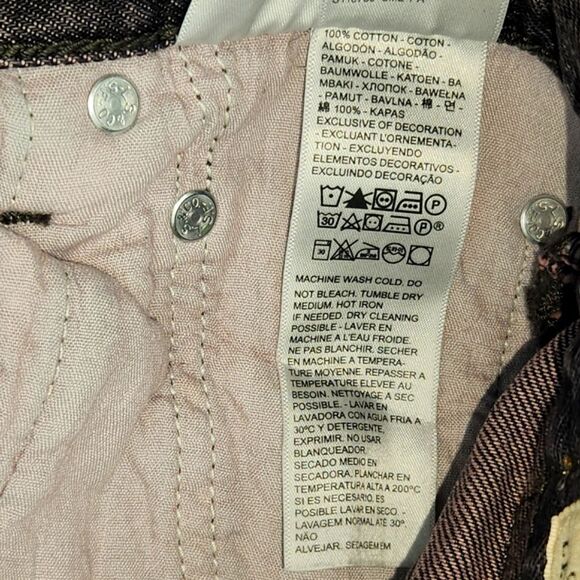 100% COTTON - COTON -
ALGODÓN - ALGODÃO -
PAMUK - COTONE -
BAUMWOLLE - KATOEN - BA
MBAKI - ХЛОПОК - BAWEŁNA
- PAMUT - BAVLNA - 棉 - 면 -
綿 100% - KAPAS
EXCLUSIVE OF DECORATION
- EXCLUANT L'ORNEMENTA-
TION - EXCLUYENDO
ELEMENTOS DECORATIVOS -
EXCLUINDO DECORAÇÃO
P
30 P ®
30
MACHINE WASH COLD. DO
NOT BLEACH. TUMBLE DRY
MEDIUM. HOT IRON
IF NEEDED. DRY CLEANING
POSSIBLE - LAVER EN
MACHINE A L'EAU FROIDE.
NE PAS BLANCHIR. SECHER
EN MACHINE A TEMPERA-
TURE MOYENNE. REPASSER A
TEMPERATURE ELEVEE AU
BESOIN. NETTOYAGE A SEC
POSSIBLE. - LAVAR EN
LAVADORA CON AGUA FRIA A
30°C Y DETERGENTE.
EXPRIMIR. NO USAR
BLANQUEADOR.
SECADO MEDIO EN
SECADORA, PLANCHAR EN
TEMPERATURA ALTA A 200°C
SI ES NECESARIO, ES
POSIBLE LAVAR EN SECO. -
LAVAGEM NORMAL ATÉ 30°.
NÃO
ALVEJAR. SECAGEM EM